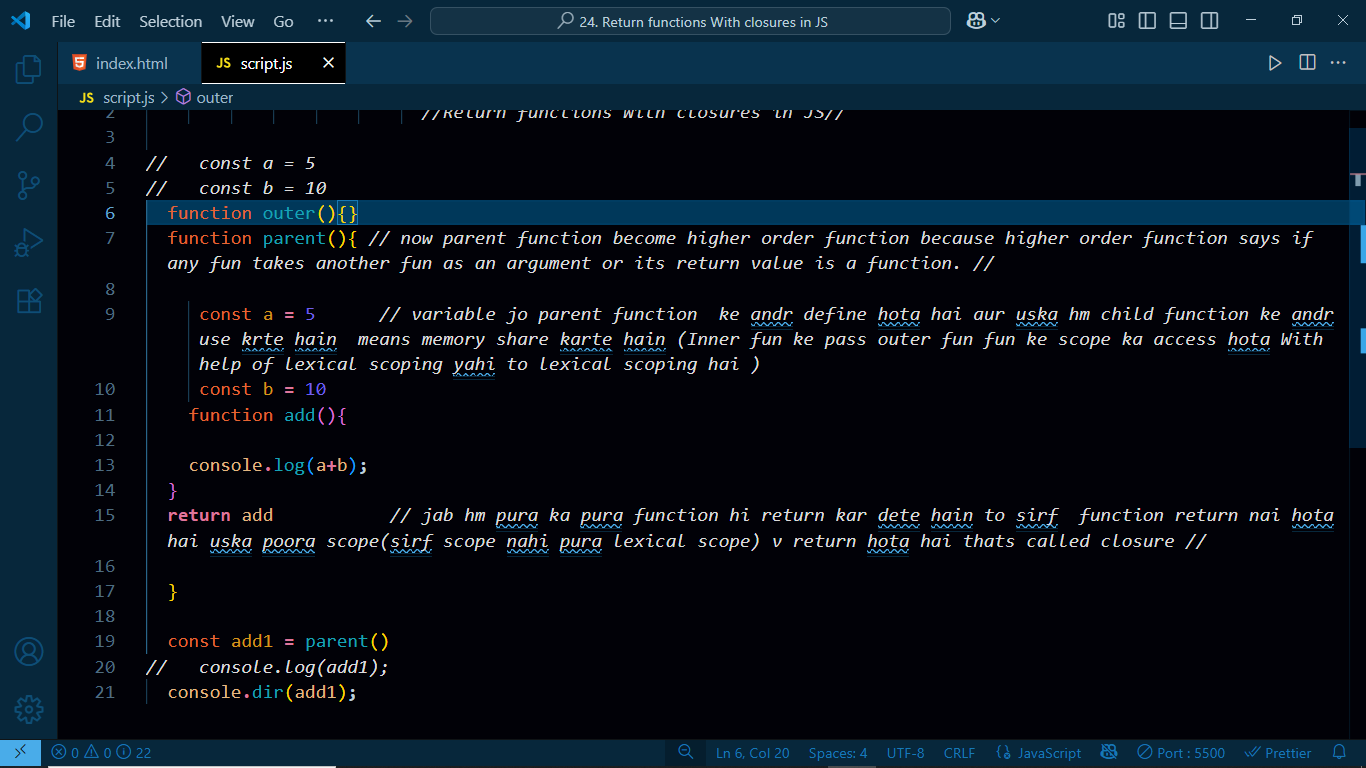 File Edit Selection View Go ··· 24. Return functions With closures in JS
index.html JS script.js
JS script.js > outer
2 //Return functions With closures in JS//
3
4 // const a = 5
5 // const b = 10
6 function outer(){}
7 function parent(){ // now parent function become higher order function because higher order function says if
any fun takes another fun as an argument or its return value is a function. //
8
9 const a = 5 // variable jo parent function ke andr define hota hai aur uska hm child function ke andr
use krte hain means memory share karte hain (Inner fun ke pass outer fun fun ke scope ka access hota With
help of lexical scoping yahi to lexical scoping hai )
10 const b = 10
11 function add(){
12
13 console.log(a+b);
14 }
15 return add // jab hm pura ka pura function hi return kar dete hain to sirf function return nai hota
hai uska poora scope(sirf scope nahi pura lexical scope) v return hota hai thats called closure //
16
17 }
18
19 const add1 = parent()
20 // console.log(add1);
21 console.dir(add1);
0 0 22 Ln 6, Col 20 Spaces: 4 UTF-8 CRLF {} JavaScript Port : 5500 Prettier